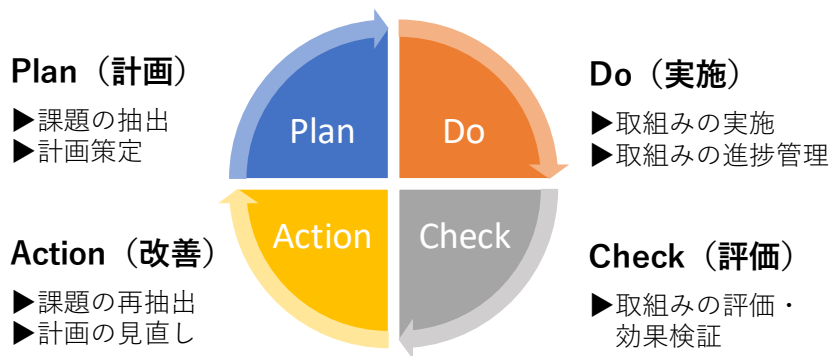 Plan（計画）
▶課題の抽出
▶計画策定
Plan
Do
Do（実施）
▶取組みの実施
▶取組みの進捗管理
Action（改善）
▶課題の再抽出
▶計画の見直し
Action
Check
Check（評価）
▶取組みの評価・
効果検証